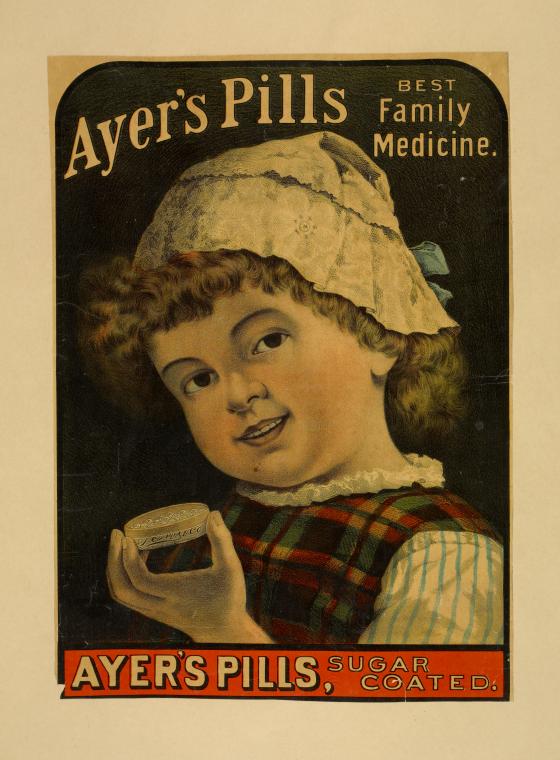 Ayer's Pills
BEST
Family
Medicine.
AYER'S PILLS,
SUGAR
COATED.